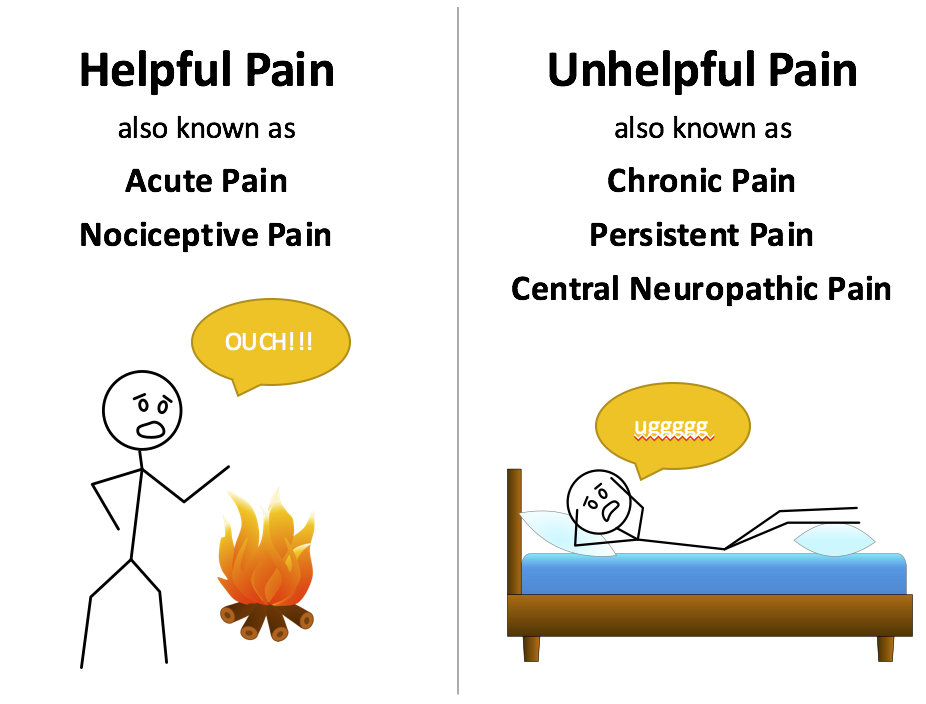 Helpful Pain
also known as
Acute Pain
Nociceptive Pain
OUCH!!!
Unhelpful Pain
also known as
Chronic Pain
Persistent Pain
Central Neuropathic Pain
uggggg